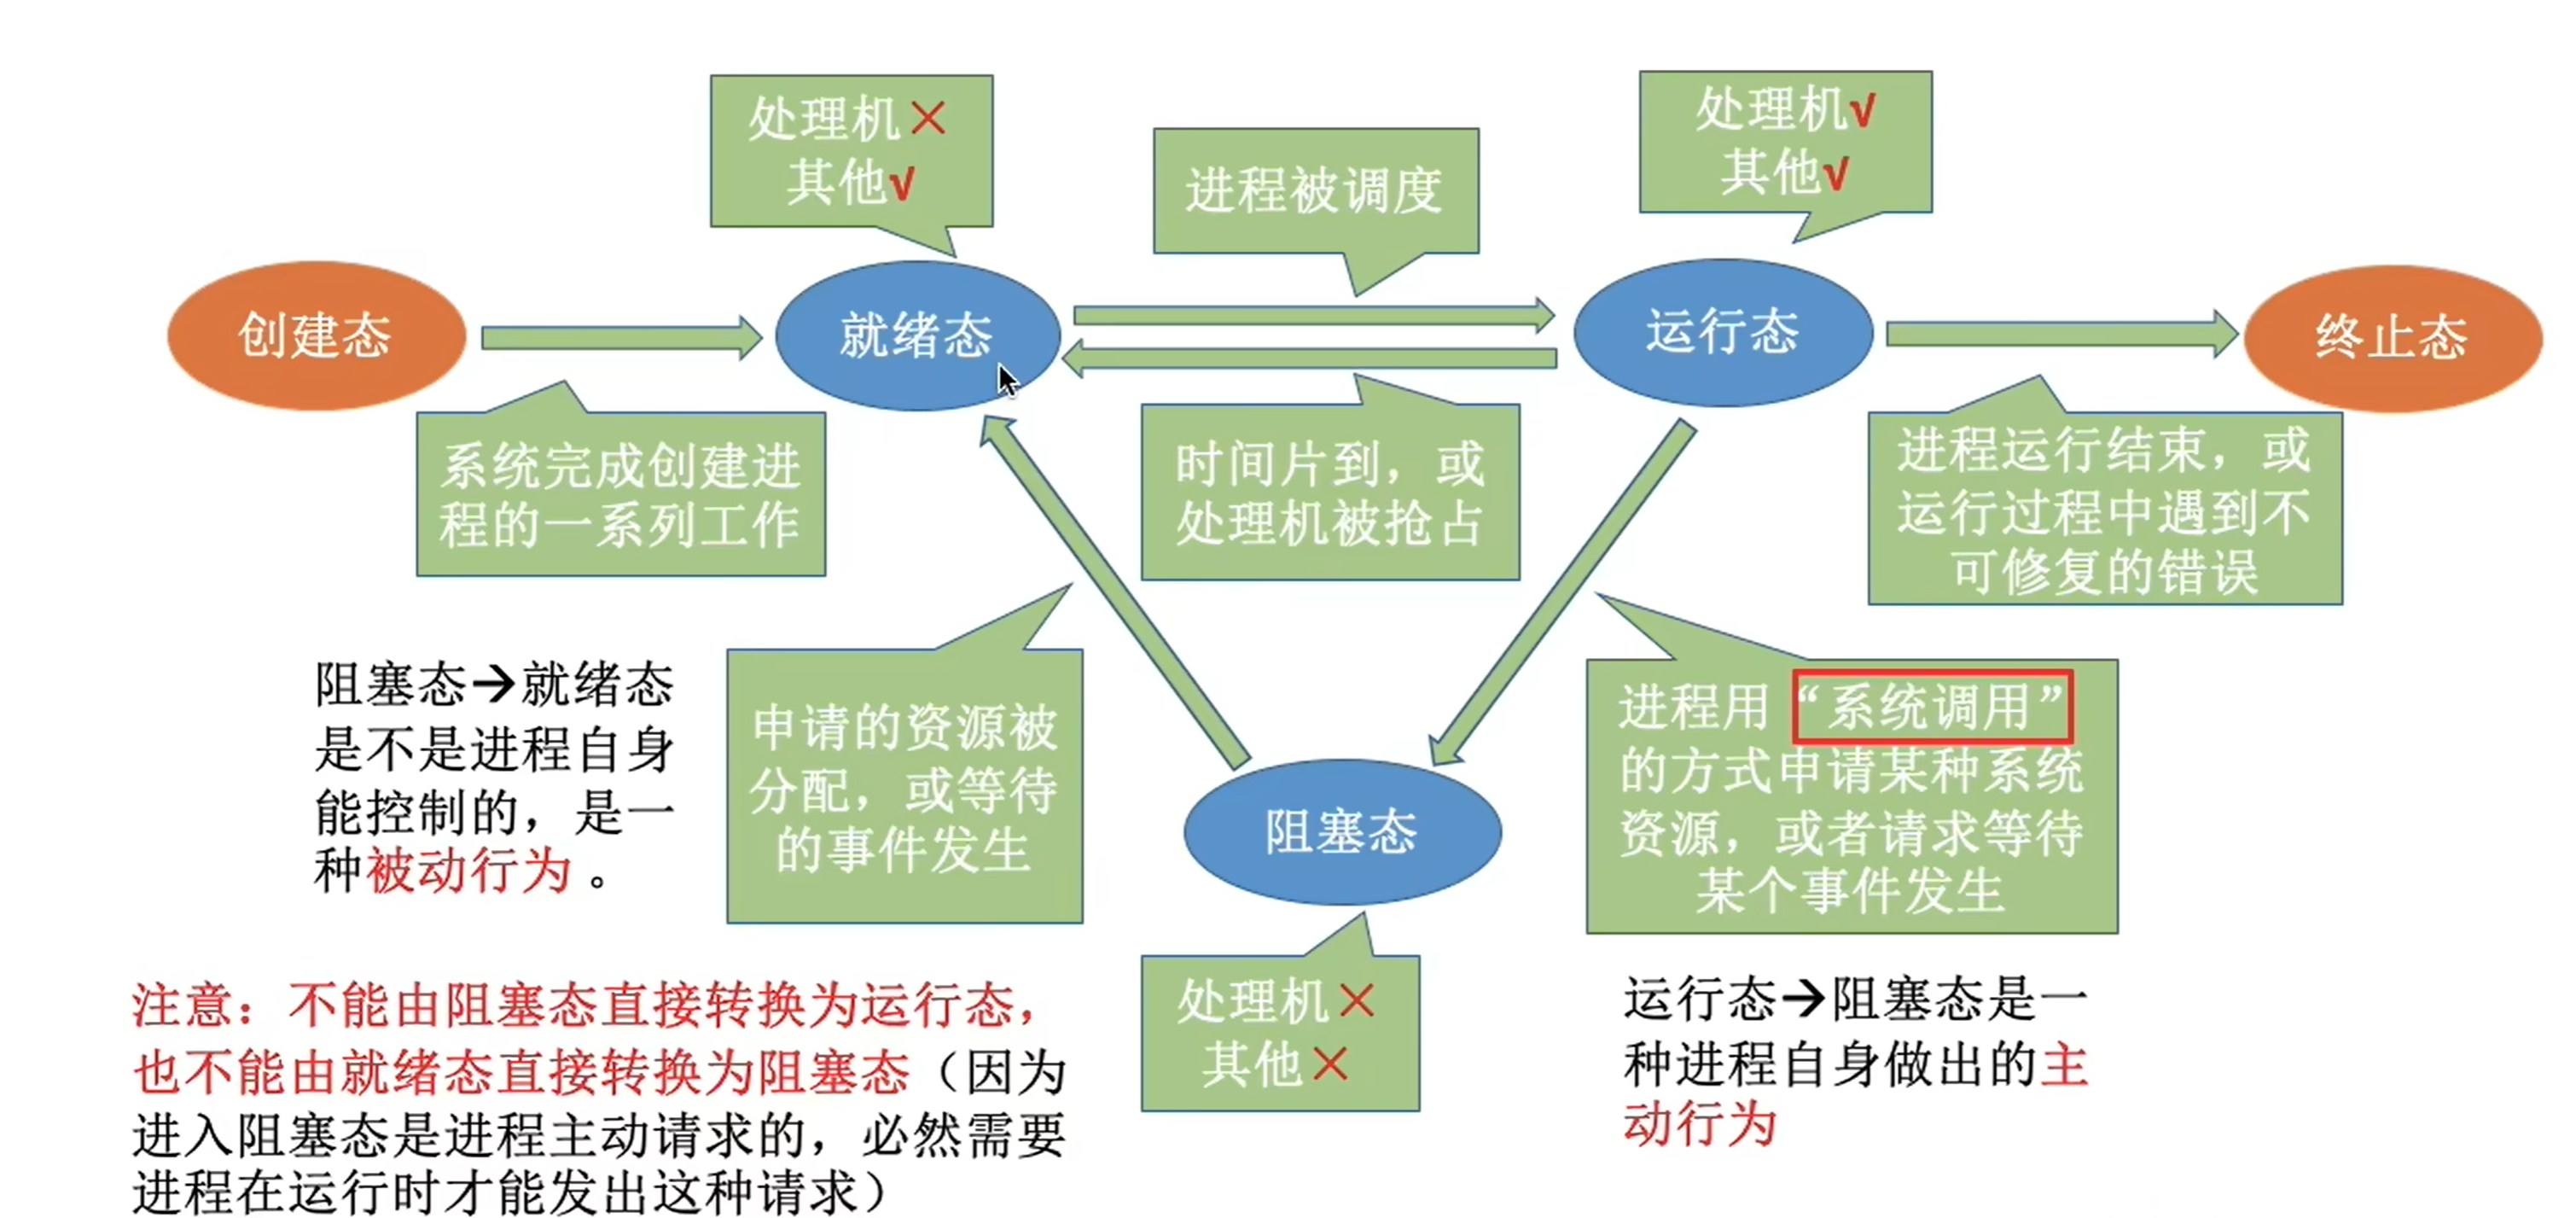 处理机×
其他√
进程被调度
处理机√
其他√
创建态
就绪态
运行态
终止态
系统完成创建进
程的一系列工作
时间片到，或
处理机被抢占
进程运行结束，或
运行过程中遇到不
可修复的错误
阻塞态→就绪态
是不是进程自身
能控制的，是一
种被动行为。
申请的资源被
分配，或等待
的事件发生
阻塞态
进程用“系统调用”
的方式申请某种系统
资源，或者请求等待
某个事件发生
处理机×
其他×
注意：不能由阻塞态直接转换为运行态，
也不能由就绪态直接转换为阻塞态（因为
进入阻塞态是进程主动请求的，必然需要
进程在运行时才能发出这种请求）
运行态→阻塞态是一
种进程自身做出的主
动行为